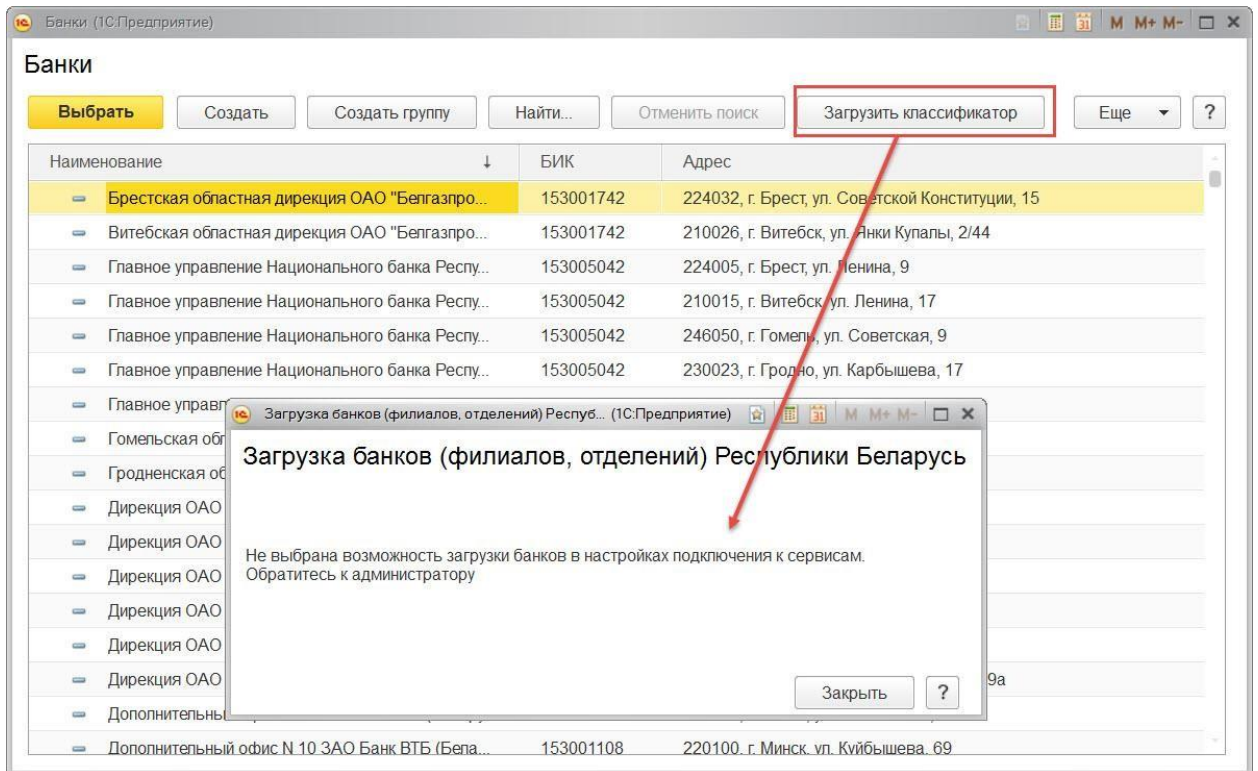 Банки (1С:Предприятие) M M+ M-
Банки
Выбрать Создать Создать группу Найти... Отменить поиск Загрузить классификатор Еще ?
Наименование ↓ БИК Адрес
Брестская областная дирекция ОАО "Белгазпро... 153001742 224032, г. Брест, ул. Советской Конституции, 15
Витебская областная дирекция ОАО "Белгазпро... 153001742 210026, г. Витебск, ул. Янки Купалы, 2/44
Главное управление Национального банка Респу... 153005042 224005, г. Брест, ул. Ленина, 9
Главное управление Национального банка Респу... 153005042 210015, г. Витебск, ул. Ленина, 17
Главное управление Национального банка Респу... 153005042 246050, г. Гомель, ул. Советская, 9
Главное управление Национального банка Респу... 153005042 230023, г. Гродно, ул. Карбышева, 17
Главное
Гомельская
Гродненская
Дирекция ОАО
Дирекция ОАО
Дирекция ОАО
Дирекция ОАО
Дирекция ОАО
Дирекция ОАО 9а
Дополнительный офис N 10 ЗАО Банк ВТБ (Бела... 153001108 220100, г. Минск, ул. Куйбышева, 69
Загрузка банков (филиалов, отделений) Респуб... (1С:Предприятие) M M+ M-
Загрузка банков (филиалов, отделений) Республики Беларусь
Не выбрана возможность загрузки банков в настройках подключения к сервисам.
Обратитесь к администратору
Закрыть ?